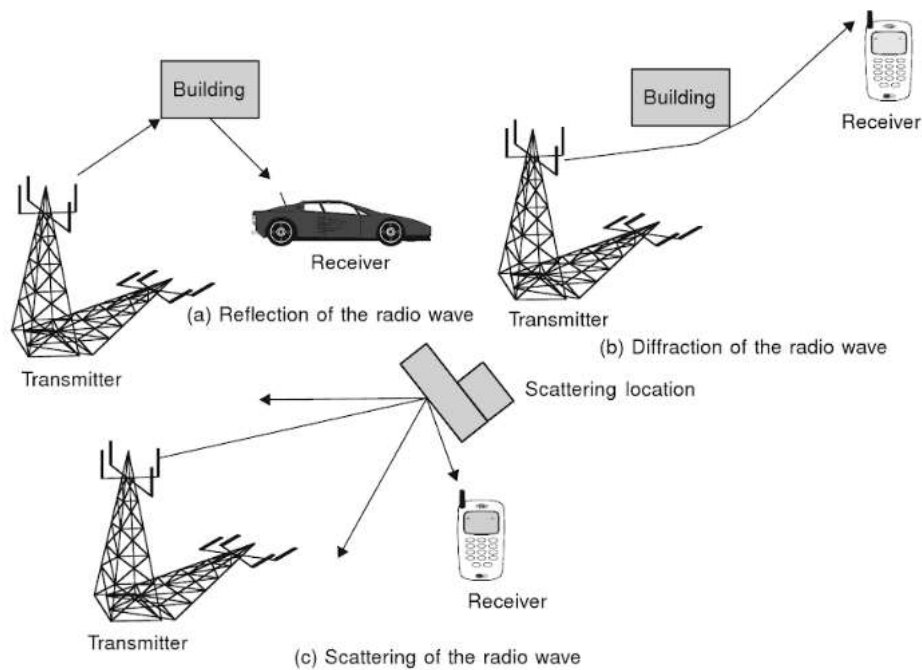 Building
Receiver
Transmitter
(a) Reflection of the radio wave
Building
Receiver
Transmitter
(b) Diffraction of the radio wave
Scattering location
Receiver
Transmitter
(c) Scattering of the radio wave